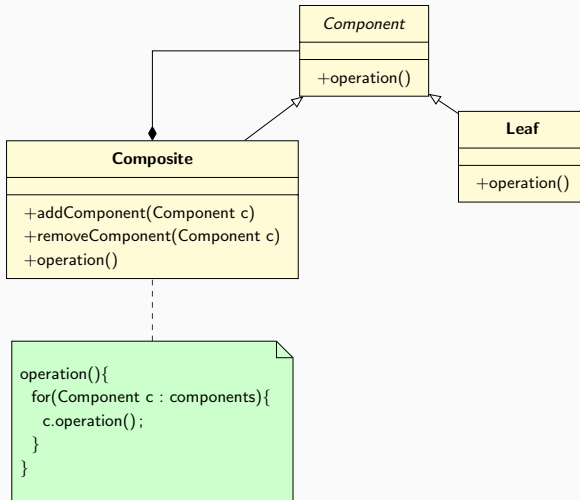 Component
+operation()
Leaf
+operation()
Composite
+addComponent(Component c)
+removeComponent(Component c)
+operation()
operation(){
for(Component c : components){
c.operation();
}
}